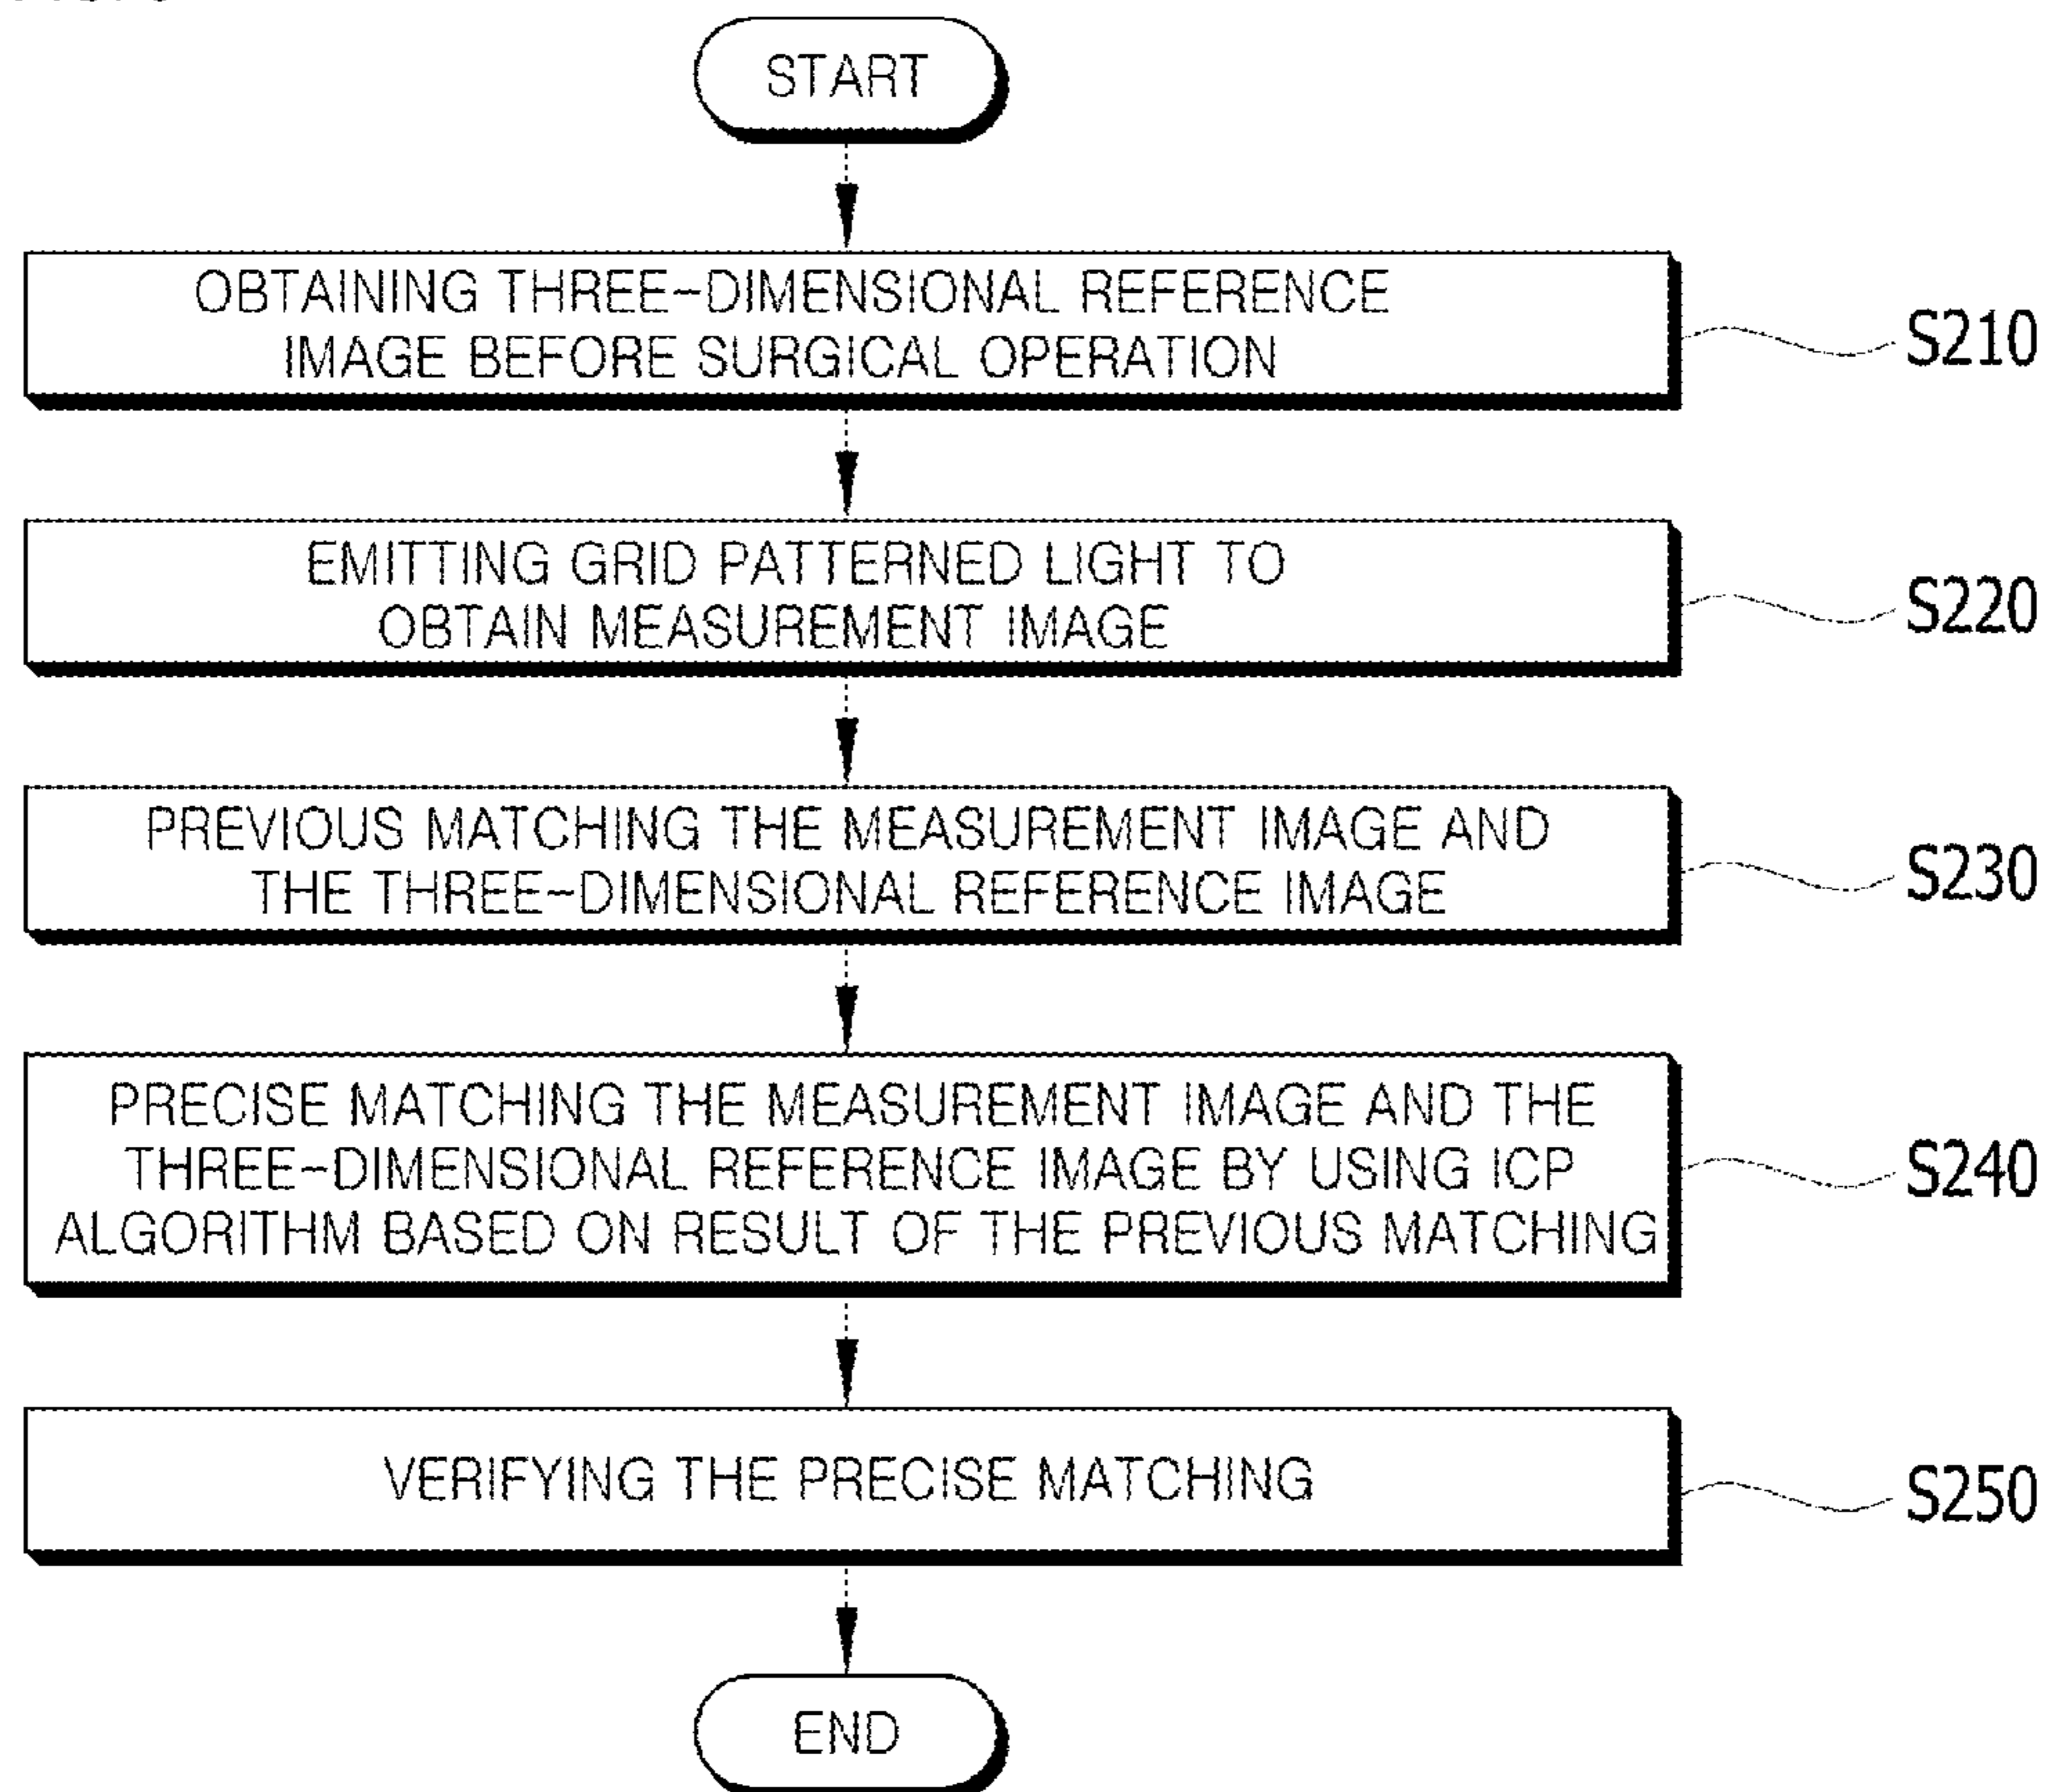 START
OBTAINING THREE-DIMENSIONAL REFERENCE
IMAGE BEFORE SURGICAL OPERATION
S210
EMITTING GRID PATTERNED LIGHT TO
OBTAIN MEASUREMENT IMAGE
S220
PREVIOUS MATCHING THE MEASUREMENT IMAGE AND
THE THREE-DIMENSIONAL REFERENCE IMAGE
S230
PRECISE MATCHING THE MEASUREMENT IMAGE AND THE
THREE-DIMENSIONAL REFERENCE IMAGE BY USING ICP
ALGORITHM BASED ON RESULT OF THE PREVIOUS MATCHING
S240
VERIFYING THE PRECISE MATCHING
S250
END